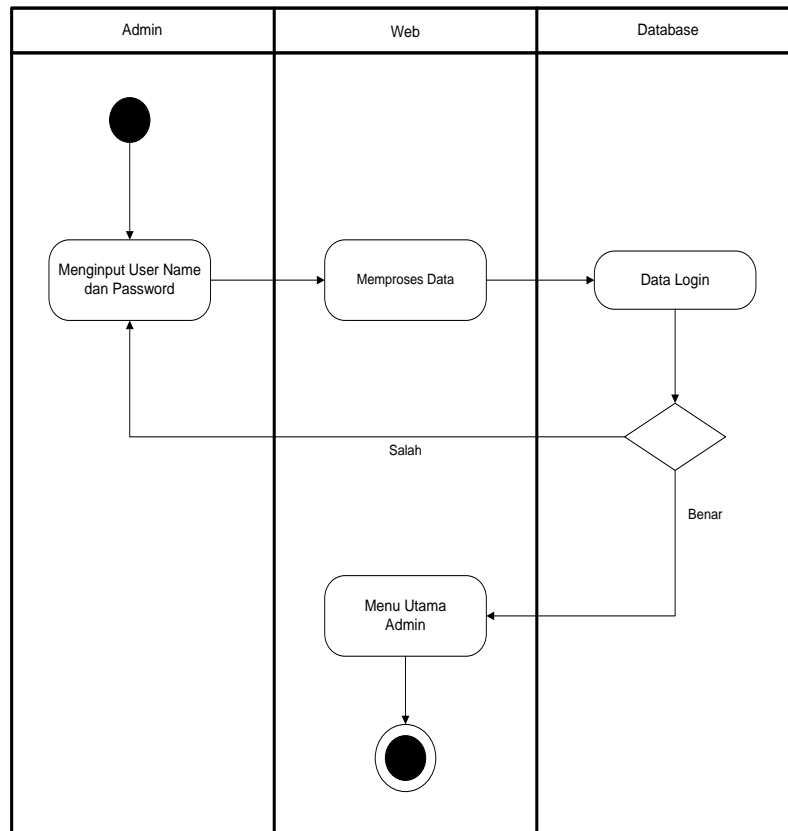 Admin
Web
Database
Menginput User Name
dan Password
Memproses Data
Data Login
Salah
Benar
Menu Utama
Admin